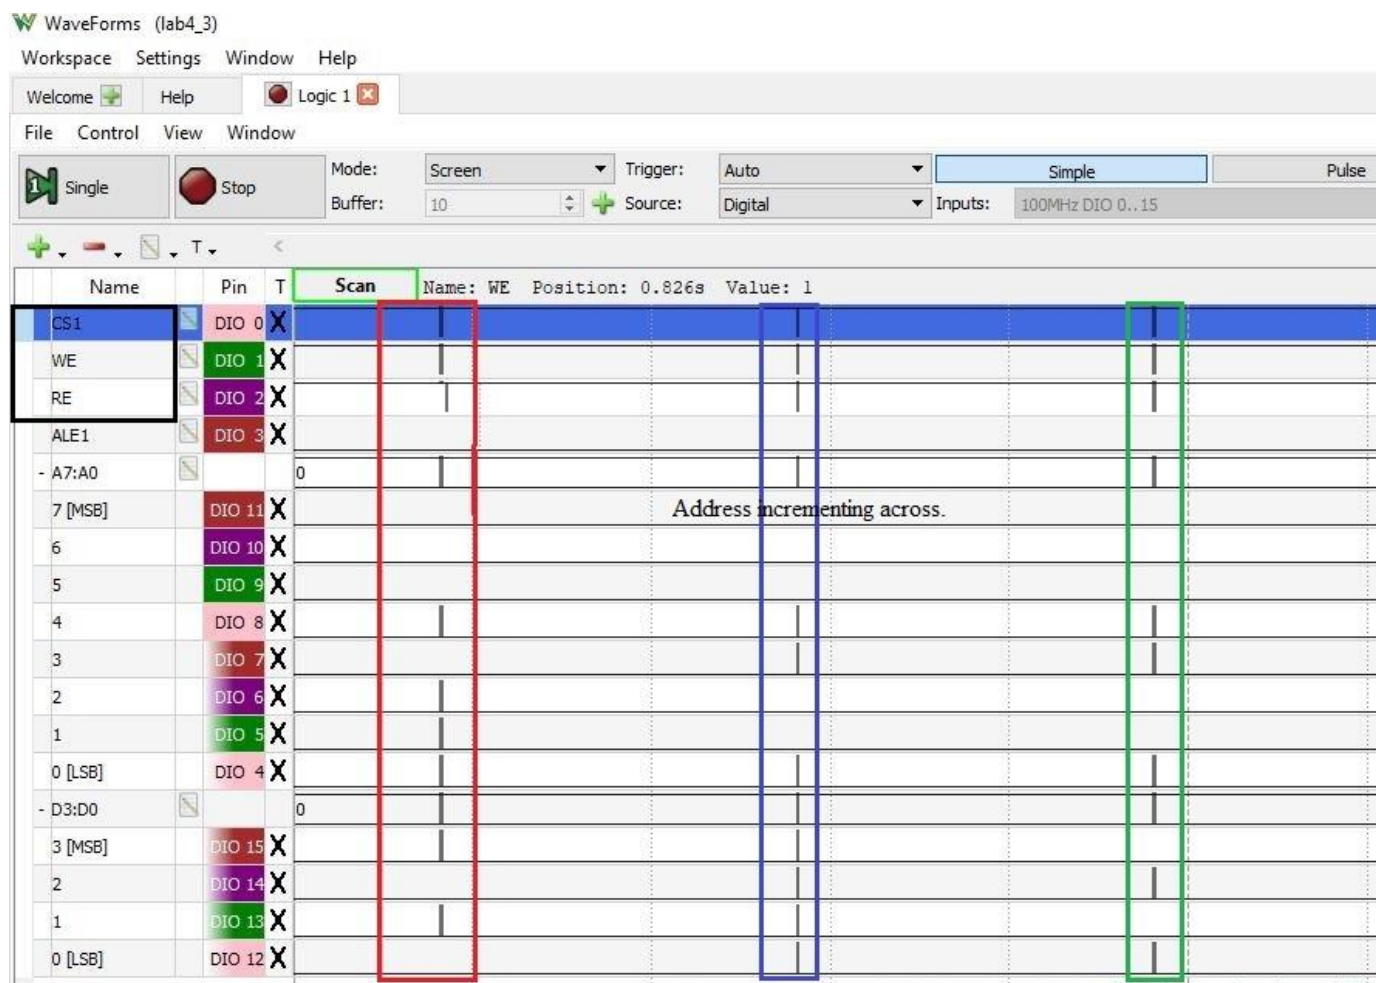 WaveForms (lab4_3)
Workspace Settings Window Help
Welcome Help Logic 1
File Control View Window
1 Single Stop Mode: Screen Trigger: Auto Simple Pulse
Buffer: 10 Source: Digital Inputs: 100MHz DIO 0..15
T
Name Pin T Scan Name: WE Position: 0.826s Value: 1
CS1 DIO 0 X
WE DIO 1 X
RE DIO 2 X
ALE1 DIO 3 X
- A7:A0 0
7 [MSB] DIO 11 X Address incrementing across.
6 DIO 10 X
5 DIO 9 X
4 DIO 8 X
3 DIO 7 X
2 DIO 6 X
1 DIO 5 X
0 [LSB] DIO 4 X
- D3:D0 0
3 [MSB] DIO 15 X
2 DIO 14 X
1 DIO 13 X
0 [LSB] DIO 12 X